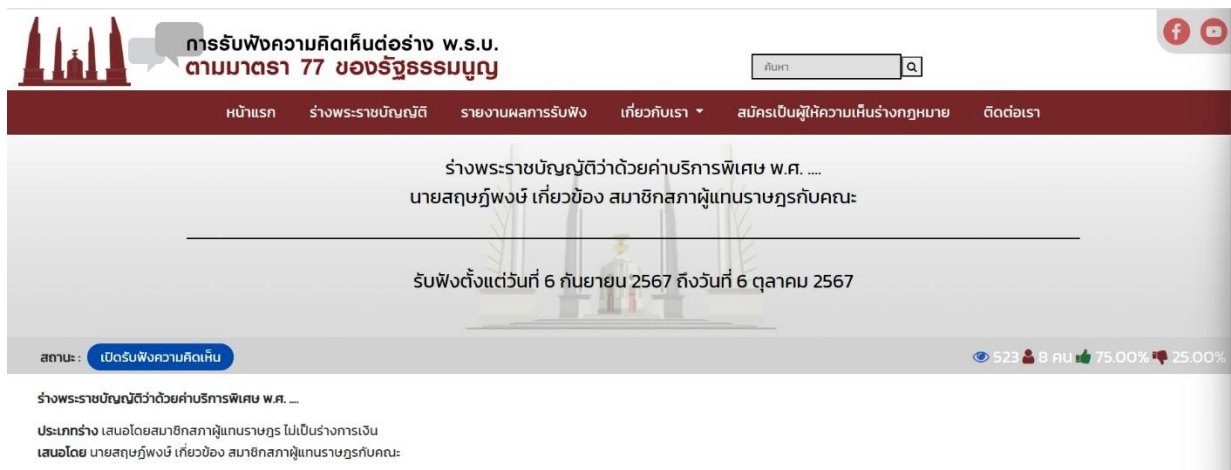 การรับฟังความคิดเห็นต่อร่าง พ.ร.บ.
ตามมาตรา 77 ของรัฐธรรมนูญ
ค้นหา
หน้าแรก ร่างพระราชบัญญัติ รายงานผลการรับฟัง เกี่ยวกับเรา สมัครเป็นผู้ให้ความเห็นร่างกฎหมาย ติดต่อเรา
ร่างพระราชบัญญัติว่าด้วยค่าบริการพิเศษ พ.ศ. ....
นายสฤษฏ์พงษ์ เกี่ยวข้อง สมาชิกสภาผู้แทนราษฎรกับคณะ
รับฟังตั้งแต่วันที่ 6 กันยายน 2567 ถึงวันที่ 6 ตุลาคม 2567
สถานะ : เปิดรับฟังความคิดเห็น 523 8 คน 75.00% 25.00%
ร่างพระราชบัญญัติว่าด้วยค่าบริการพิเศษ พ.ศ. ....
ประเภทร่าง เสนอโดยสมาชิกสภาผู้แทนราษฎร ไม่เป็นร่างการเงิน
เสนอโดย นายสฤษฏ์พงษ์ เกี่ยวข้อง สมาชิกสภาผู้แทนราษฎรกับคณะ